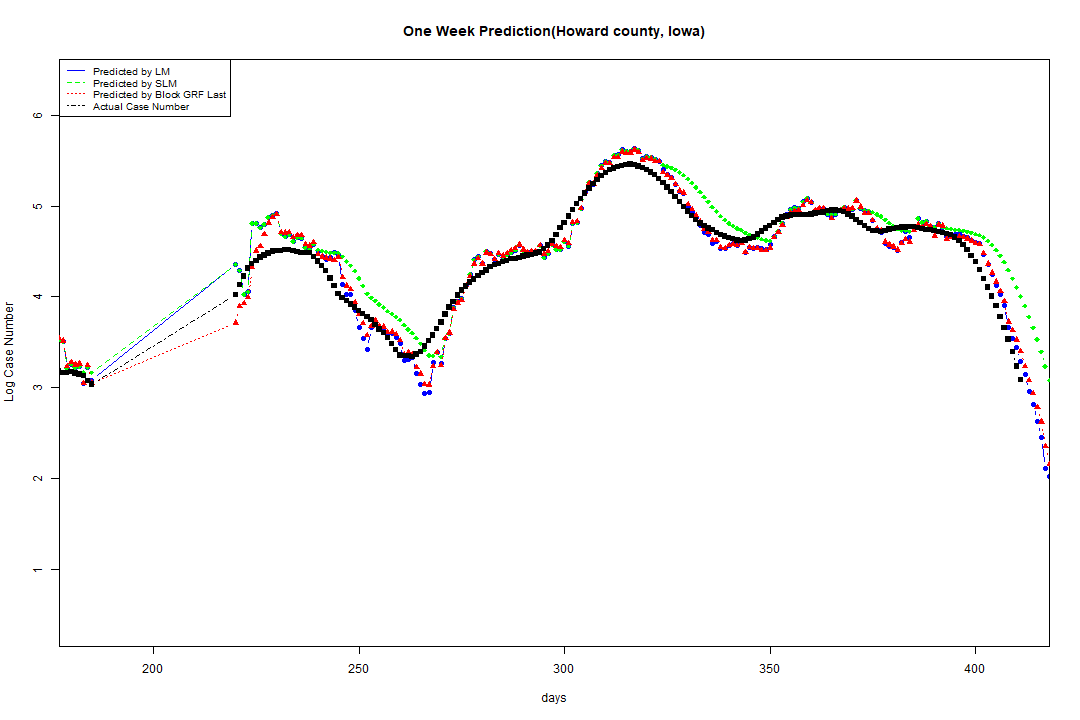 One Week Prediction(Howard county, Iowa)
Predicted by LM
Predicted by SLM
Predicted by Block GRF Last
Actual Case Number
6
5
4
3
2
1
Log Case Number
200 250 300 350 400
days